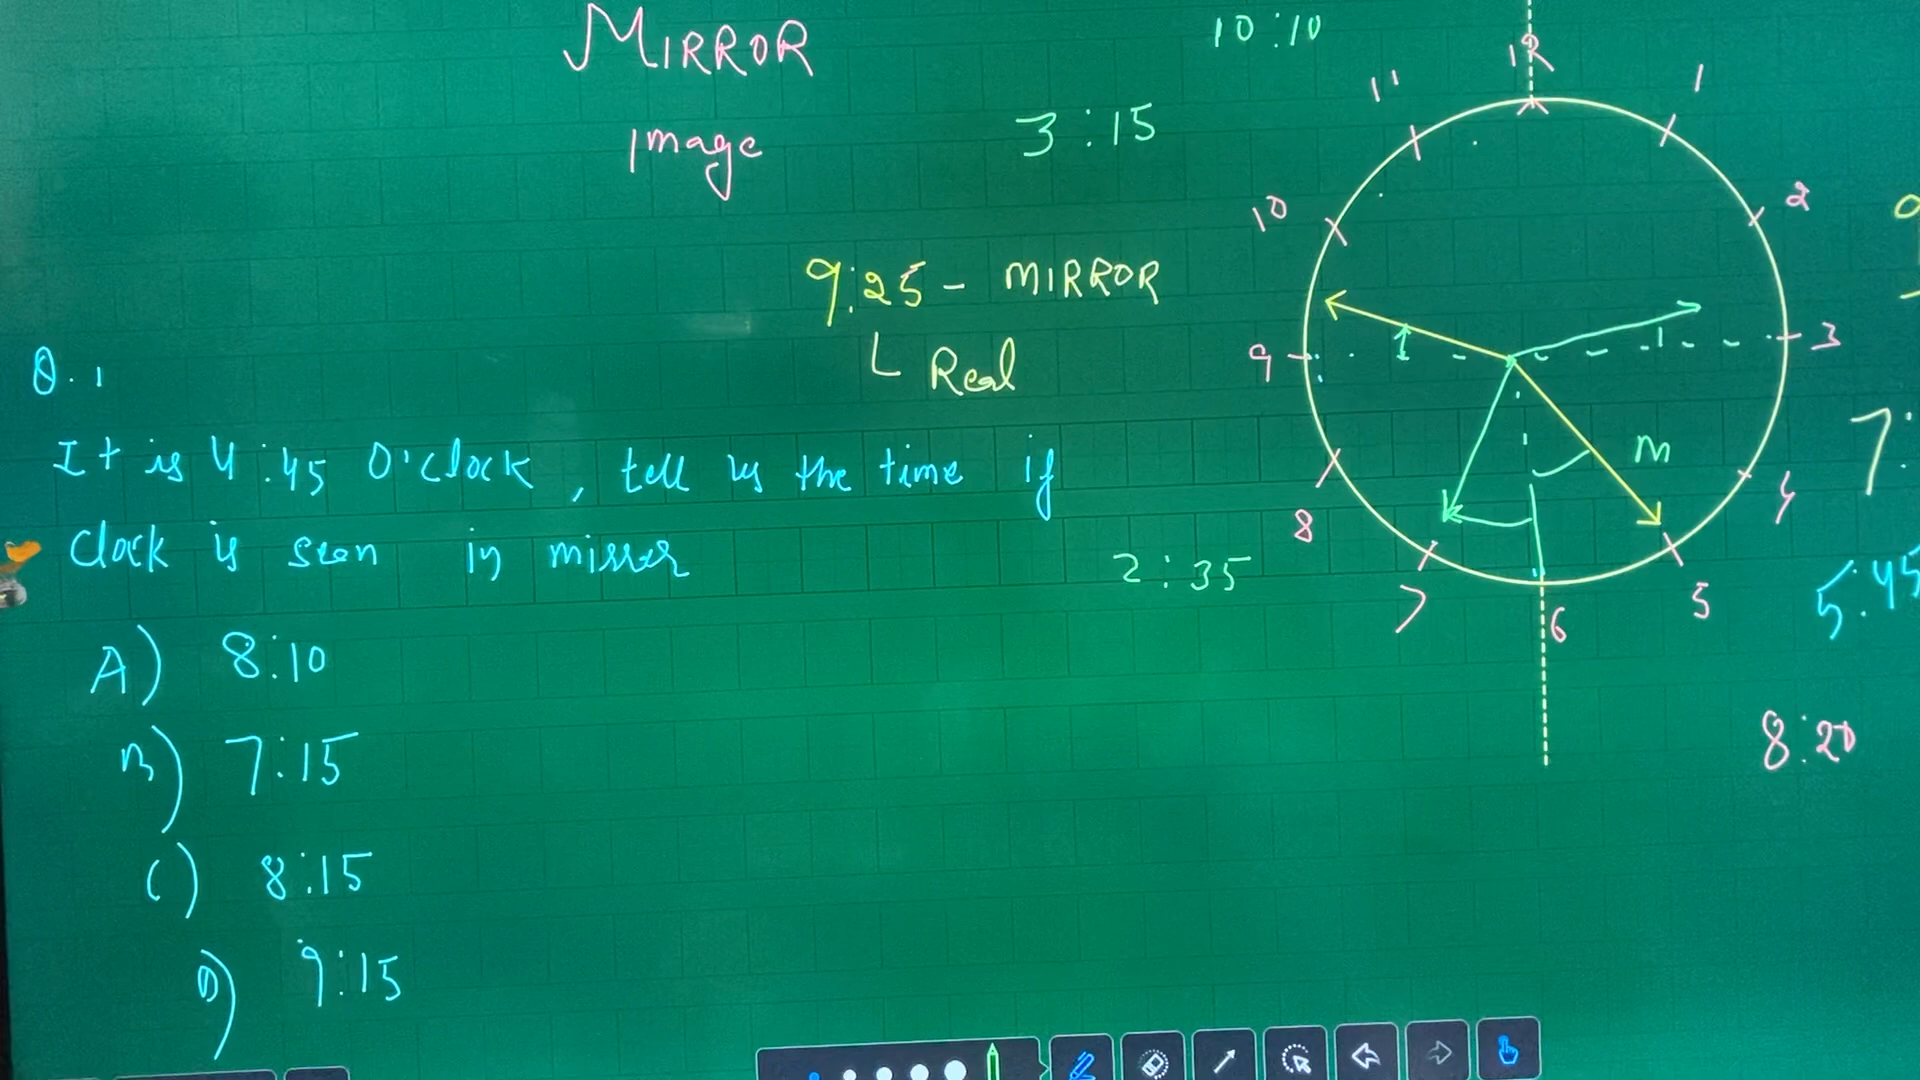 MIRROR
image
10:10
3:15
9:25 - MIRROR
Real
Q.1
It is 4:45 O'clock, tell us the time if
clock is seen in mirror
A) 8:10
B) 7:15
C) 8:15
D) 9:15
2:35
12
1
2
3
4
5
6
7
8
9
10
11
M
5:45
8:20